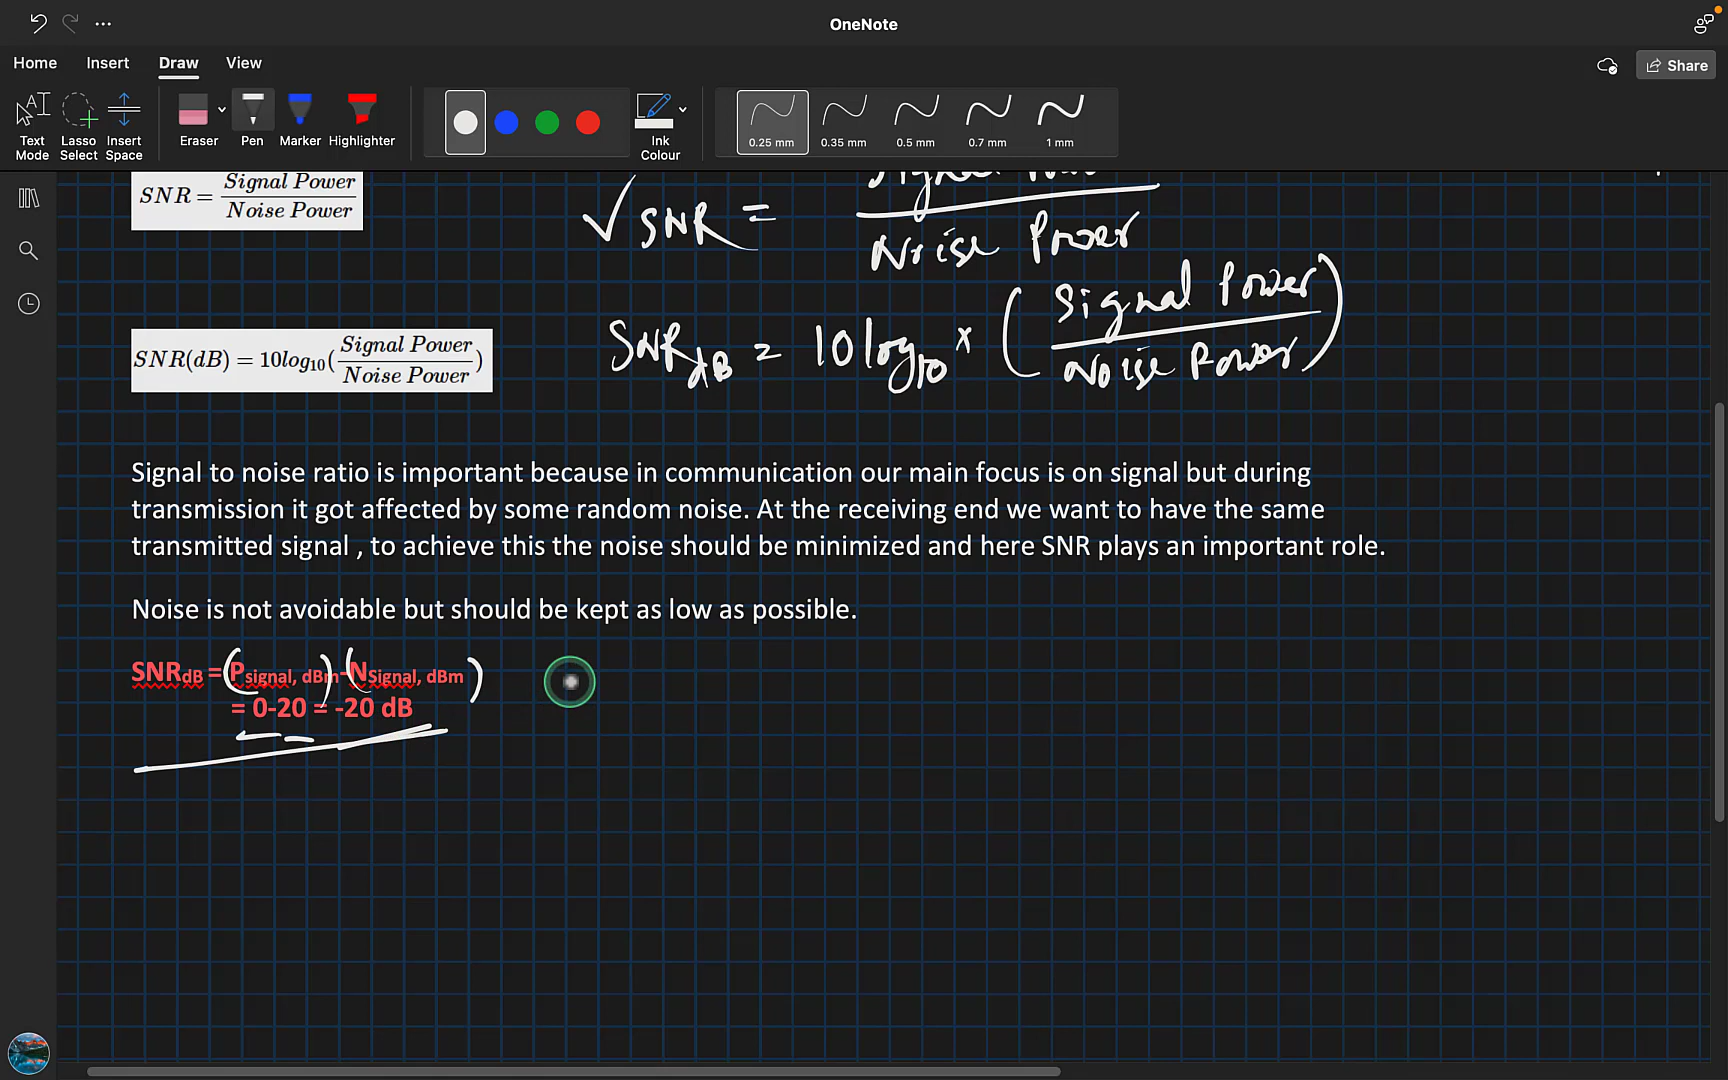 OneNote
Home Insert Draw View
Share
Text Mode
Lasso Select
Insert Space
Eraser
Pen
Marker
Highlighter
Ink Colour
0.25 mm
0.35 mm
0.5 mm
0.7 mm
1 mm
SNR = Signal Power / Noise Power
√ SNR = Signal Power / Noise Power
SNR(dB) = 10log10(Signal Power / Noise Power)
SNR dB = 10 log10 × (Signal Power / Noise Power)
Signal to noise ratio is important because in communication our main focus is on signal but during
transmission it got affected by some random noise. At the receiving end we want to have the same
transmitted signal , to achieve this the noise should be minimized and here SNR plays an important role.
Noise is not avoidable but should be kept as low as possible.
SNRdB = (Psignal, dBm)-(NSignal, dBm)
= 0-20 = -20 dB